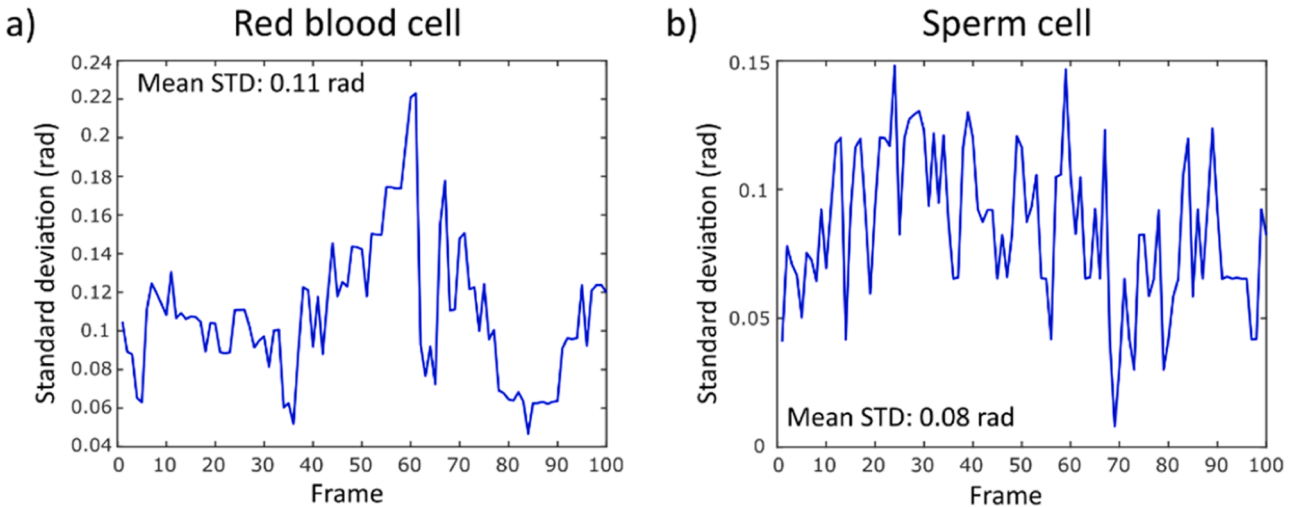 a) Red blood cell
Mean STD: 0.11 rad
Standard deviation (rad)
0.24
0.22
0.2
0.18
0.16
0.14
0.12
0.1
0.08
0.06
0.04
0 10 20 30 40 50 60 70 80 90 100
Frame
b) Sperm cell
Standard deviation (rad)
0.15
0.1
0.05
0
Mean STD: 0.08 rad
0 10 20 30 40 50 60 70 80 90 100
Frame